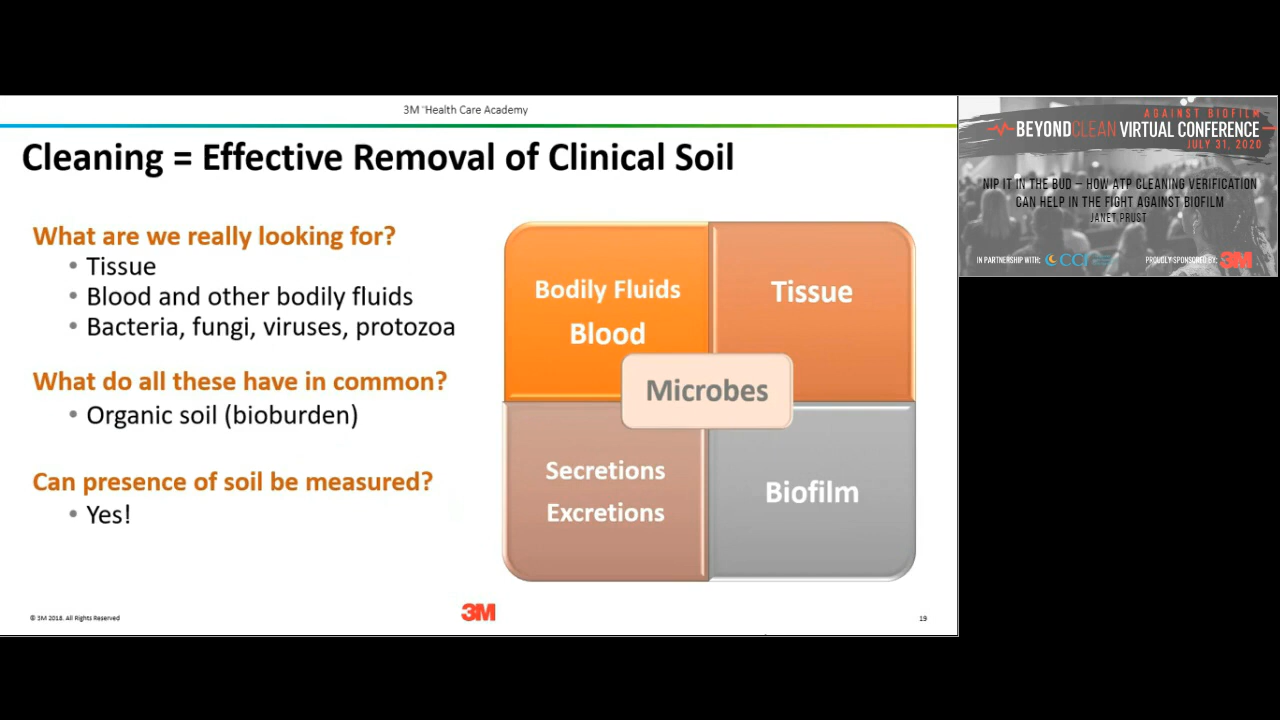 3M ™Health Care Academy
Cleaning = Effective Removal of Clinical Soil
What are we really looking for?
• Tissue
• Blood and other bodily fluids
• Bacteria, fungi, viruses, protozoa
What do all these have in common?
• Organic soil (bioburden)
Can presence of soil be measured?
• Yes!
Bodily Fluids
Blood
Tissue
Microbes
Secretions
Excretions
Biofilm
© 3M 2018. All Rights Reserved
3M
19
AGAINST BIOFILM
BEYONDCLEAN VIRTUAL CONFERENCE
JULY 31, 2020
NIP IT IN THE BUD – HOW ATP CLEANING VERIFICATION
CAN HELP IN THE FIGHT AGAINST BIOFILM
JANET PRUST
IN PARTNERSHIP WITH:
PROUDLY SPONSORED BY: 3M